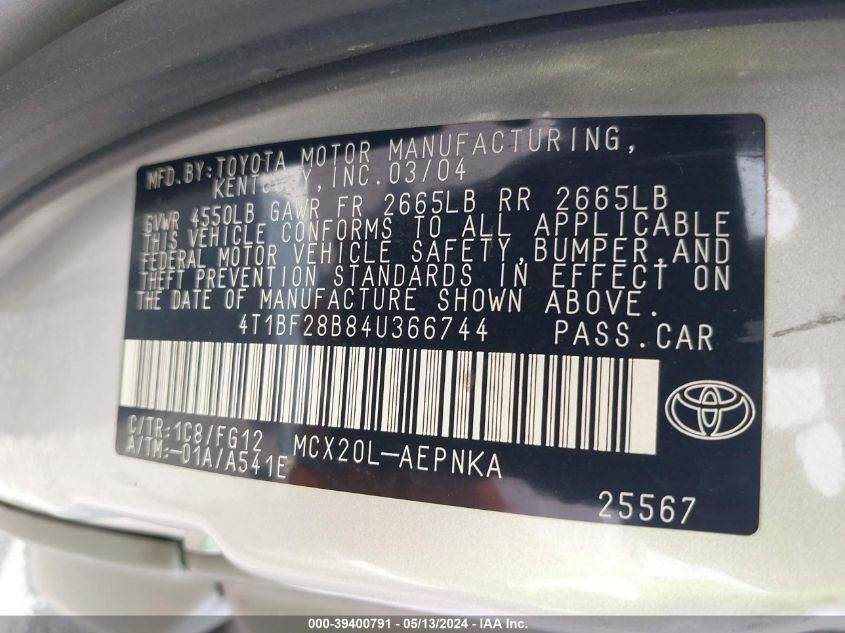 MFD.BY:TOYOTA MOTOR MANUFACTURING,
KENTUCKY,INC.03/04
GVWR 4550LB GAWR FR 2665LB RR 2665LB
THIS VEHICLE CONFORMS TO ALL APPLICABLE
FEDERAL MOTOR VEHICLE SAFETY,BUMPER,AND
THEFT PREVENTION STANDARDS IN EFFECT ON
THE DATE OF MANUFACTURE SHOWN ABOVE.
4T1BF28B84U366744 PASS.CAR
C/TR:1C8/FG12 MCX20L-AEPNKA
A/TM:-01A/A541E
25567
000-39400791 - 05/13/2024 - IAA Inc.